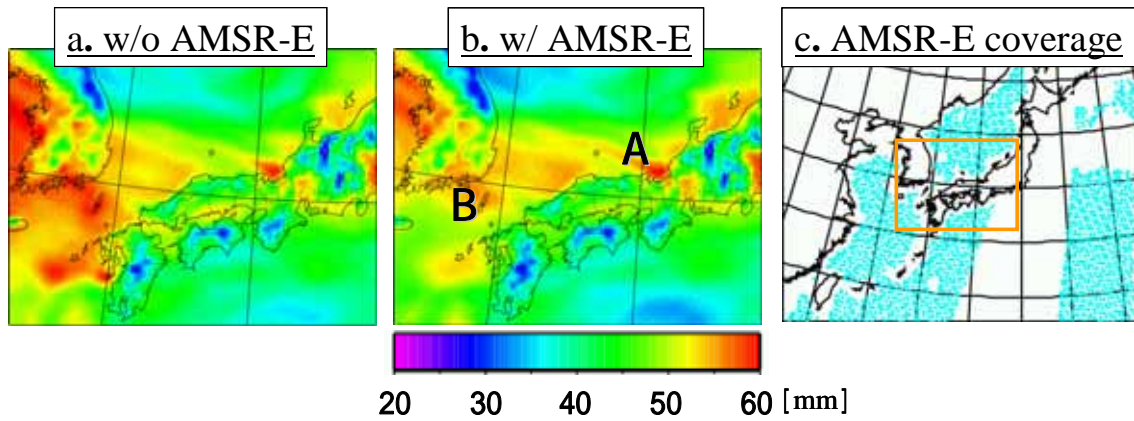 a. w/o AMSR-E
b. w/ AMSR-E
c. AMSR-E coverage
A
B
20 30 40 50 60 [mm]